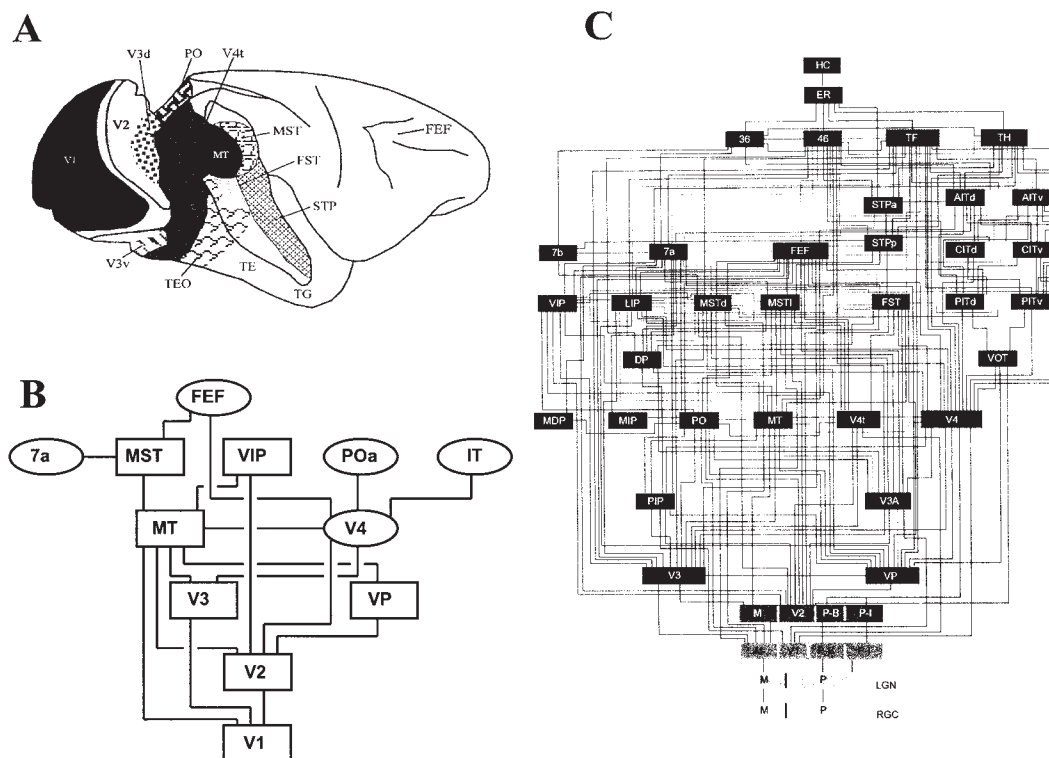 A
V3d
PO
V4t
V2
V1
MT
MST
FST
STP
FEF
V3v
TEO
TE
TG
B
FEF
7a
MST
VIP
POa
IT
MT
V4
V3
VP
V2
V1
C
HC
ER
36 46 TF TH
STPa AITd AITv
7b 7a FEF STPp CITd CITv
VIP LIP MSTd MSTl FST PITd PITv
DP VOT
MDP MIP PO MT V4t V4
PIP V3A
V3 VP
M V2 P-B P-I
M P LGN
M P RGC